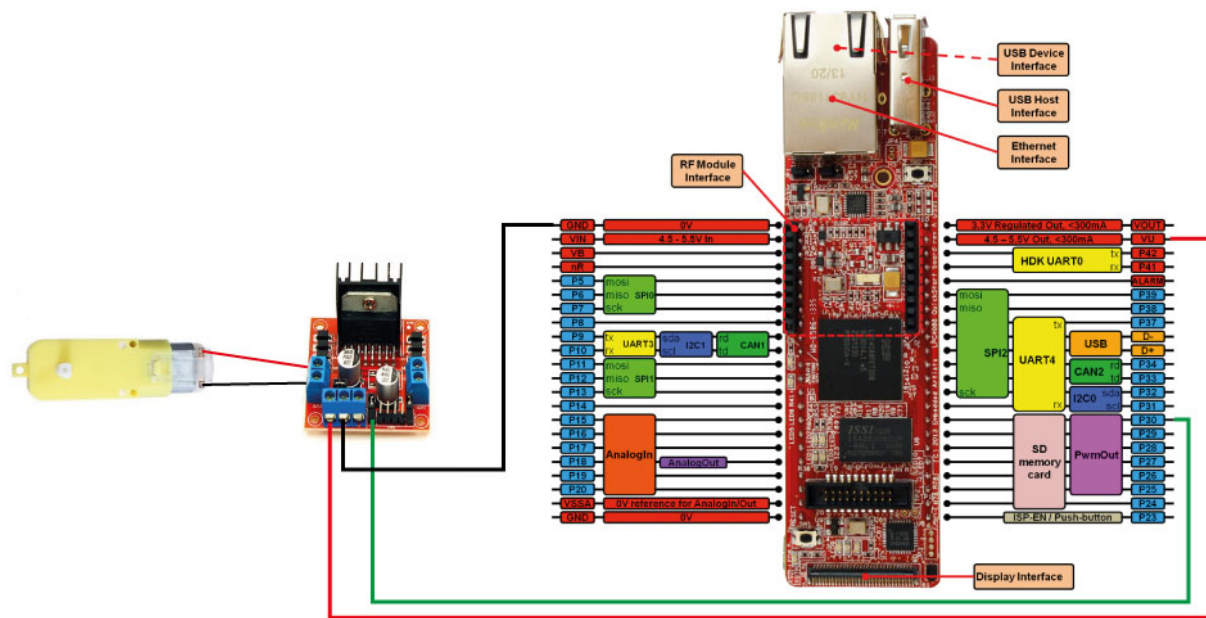 USB Device
Interface
USB Host
Interface
Ethernet
Interface
RF Module
Interface
13/20
GND 0V
VIN 4.5 - 5.5V In
VB
nR
P5 mosi
P6 miso SPI0
P7 sck
P8
P9 tx UART3 sda I2C1 rd CAN1
P10 rx scl td
P11 mosi
P12 miso SPI1
P13 sck
P14
P15
P16
P17 AnalogIn
P18 AnalogOut
P19
P20
VSSA 0V reference for AnalogIn/Out
GND 0V
3.3V Regulated Out, <300mA VOUT
4.5 – 5.5V Out, <300mA VU
HDK UART0 tx P42
rx P41
ALARM
mosi P39
miso P38
tx P37
USB D-
SPI2 UART4 D+
CAN2 rd P34
td P33
sck I2C0 sda P32
rx scl P31
P30
P29
SD P28
memory PwmOut P27
card P26
P25
P24
ISP-EN / Push-button P23
ISSI
RESET
Display Interface